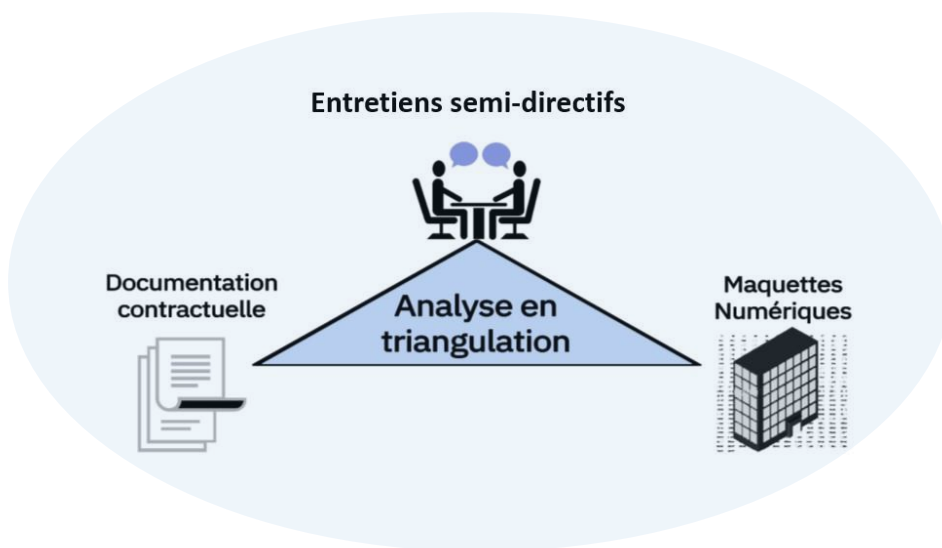 Entretiens semi-directifs
Documentation
contractuelle
Analyse en
triangulation
Maquettes
Numériques